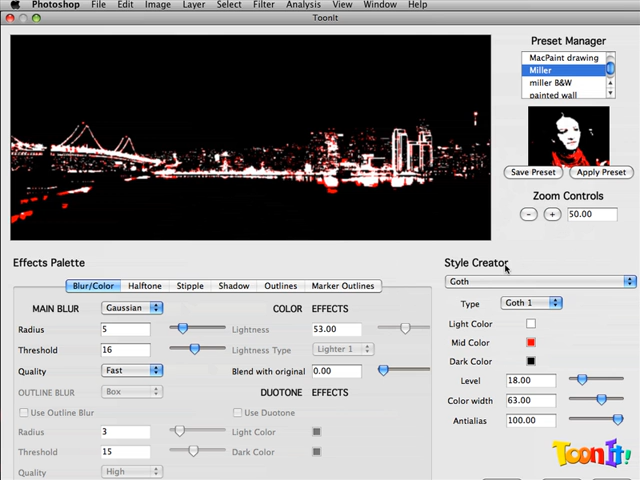 Photoshop File Edit Image Layer Select Filter Analysis View Window Help
ToonIt
Preset Manager
MacPaint drawing
Miller
miller B&W
painted wall
Save Preset Apply Preset
Zoom Controls
- + 50.00
Effects Palette
Blur/Color Halftone Stipple Shadow Outlines Marker Outlines
MAIN BLUR Gaussian
Radius 5
Threshold 16
Quality Fast
OUTLINE BLUR Box
Use Outline Blur
Radius 3
Threshold 15
Quality High
COLOR EFFECTS
Lightness 53.00
Lightness Type Lighter 1
Blend with original 0.00
DUOTONE EFFECTS
Use Duotone
Light Color
Dark Color
Style Creator
Goth
Type Goth 1
Light Color
Mid Color
Dark Color
Level 18.00
Color width 63.00
Antialias 100.00
ToonIt!